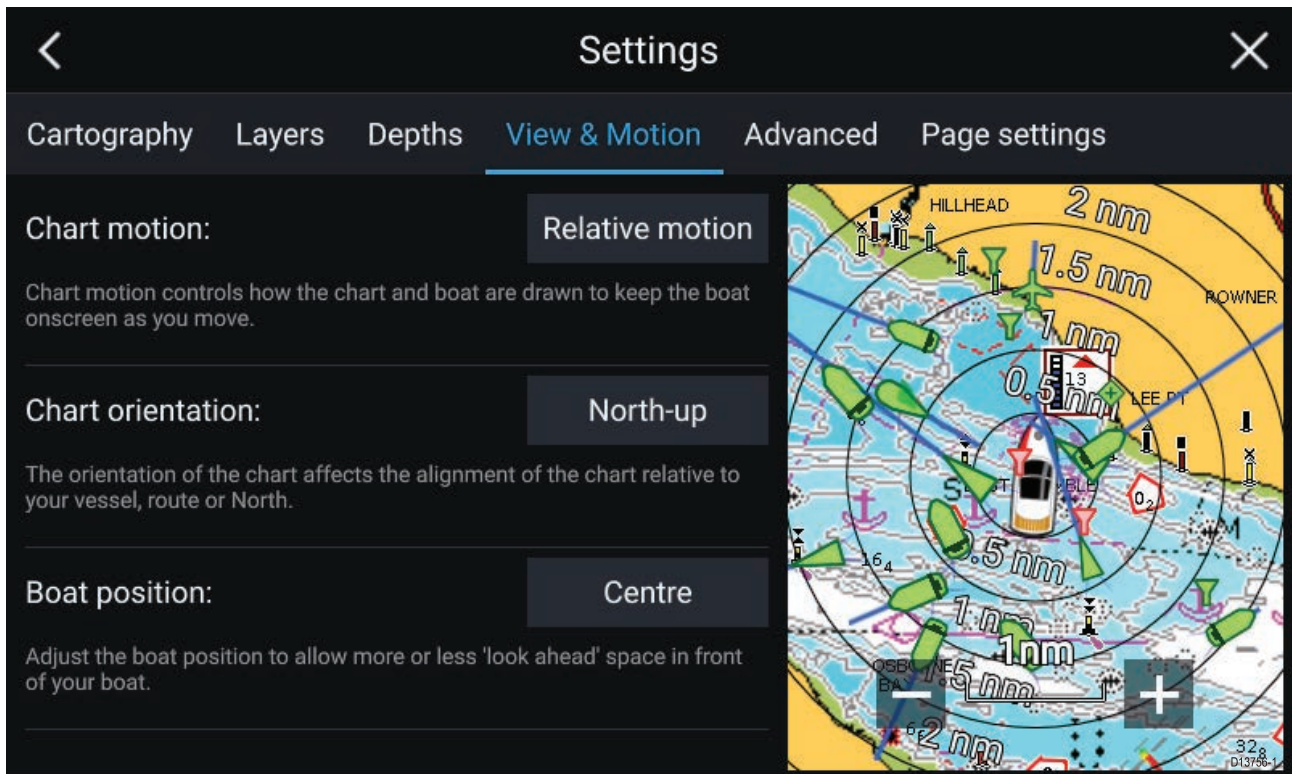 Settings
Cartography Layers Depths View & Motion Advanced Page settings
Chart motion: Relative motion
Chart motion controls how the chart and boat are drawn to keep the boat
onscreen as you move.
Chart orientation: North-up
The orientation of the chart affects the alignment of the chart relative to
your vessel, route or North.
Boat position: Centre
Adjust the boat position to allow more or less 'look ahead' space in front
of your boat.
HILLHEAD
2 nm
1.5 nm
ROWNER
1 nm
0.5 nm
13
LEE PT
0₂
M
16₄
1 nm
1nm
2 nm
32₈
D13756-1